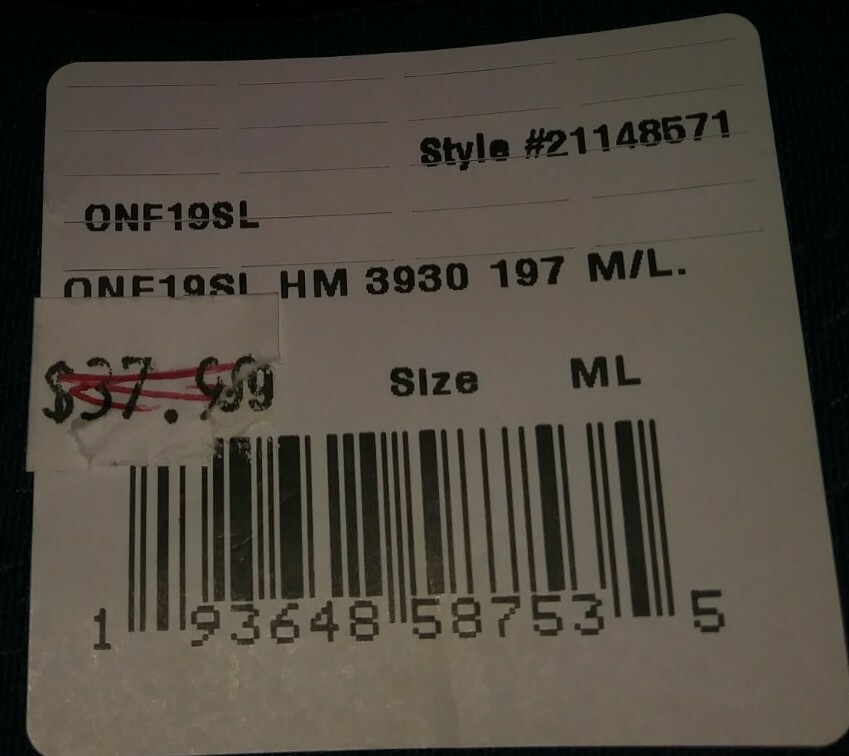 Style #21148571
ONF19SL
ONF19SL HM 3930 197 M/L.
$37.99
Size ML
1 93648 58753 5